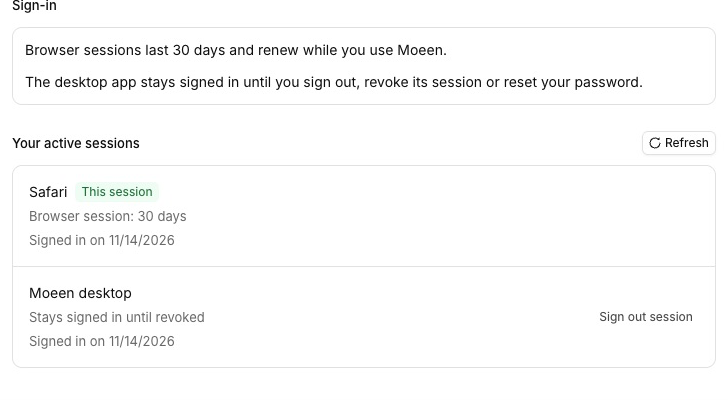 Sign-in
Browser sessions last 30 days and renew while you use Moeen.
The desktop app stays signed in until you sign out, revoke its session or reset your password.
Your active sessions
Refresh
Safari This session
Browser session: 30 days
Signed in on 11/14/2026
Moeen desktop
Stays signed in until revoked
Sign out session
Signed in on 11/14/2026